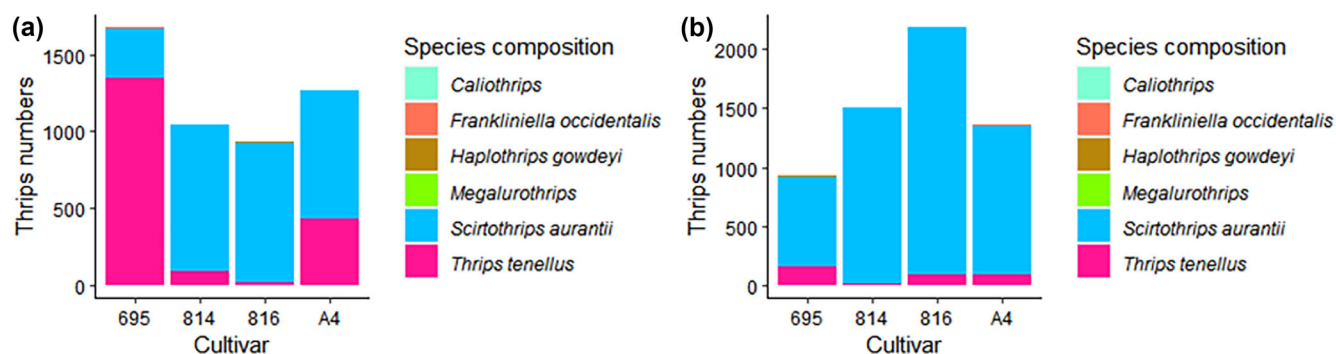 (a)
Thrips numbers
1500
1000
500
0
695 814 816 A4
Cultivar
Species composition
Caliothrips
Frankliniella occidentalis
Haplothrips gowdeyi
Megalurothrips
Scirtothrips aurantii
Thrips tenellus
(b)
Thrips numbers
2000
1500
1000
500
0
695 814 816 A4
Cultivar
Species composition
Caliothrips
Frankliniella occidentalis
Haplothrips gowdeyi
Megalurothrips
Scirtothrips aurantii
Thrips tenellus